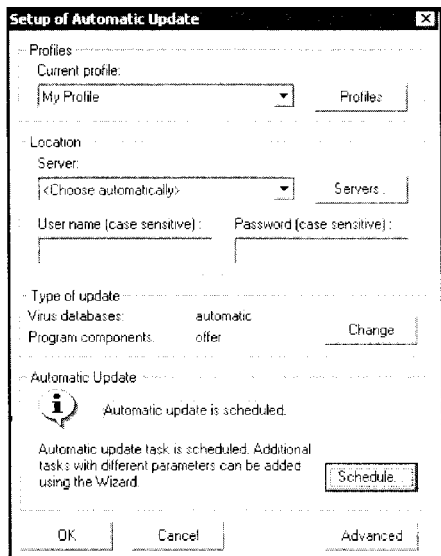 Setup of Automatic Update
Profiles
Current profile:
My Profile
Profiles
Location
Server:
<Choose automatically>
Servers..
User name (case sensitive) :
Password (case sensitive) :
Type of update
Virus databases:
automatic
Program components:
offer
Change
Automatic Update
Automatic update is scheduled.
Automatic update task is scheduled. Additional
tasks with different parameters can be added
using the Wizard.
Schedule...
OK
Cancel
Advanced